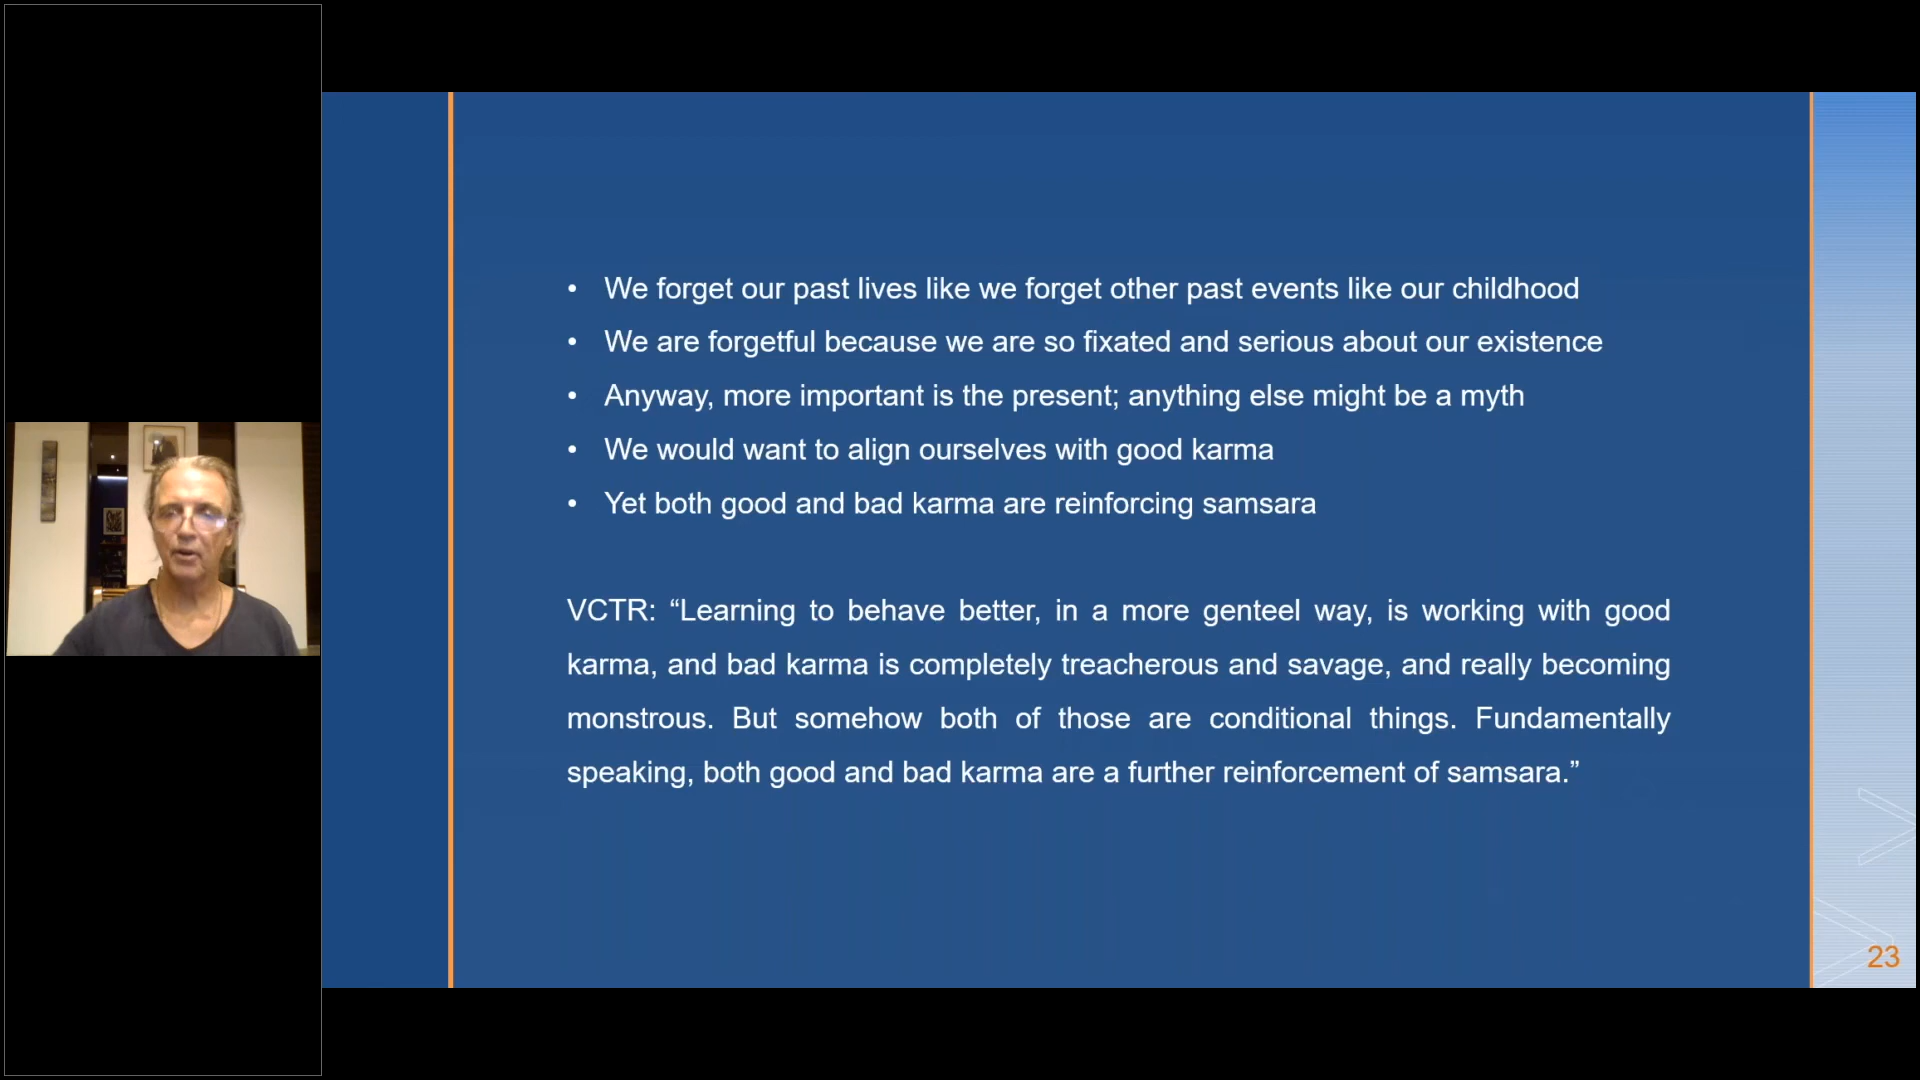 • We forget our past lives like we forget other past events like our childhood
• We are forgetful because we are so fixated and serious about our existence
• Anyway, more important is the present; anything else might be a myth
• We would want to align ourselves with good karma
• Yet both good and bad karma are reinforcing samsara
VCTR: “Learning to behave better, in a more genteel way, is working with good
karma, and bad karma is completely treacherous and savage, and really becoming
monstrous. But somehow both of those are conditional things. Fundamentally
speaking, both good and bad karma are a further reinforcement of samsara.”
23